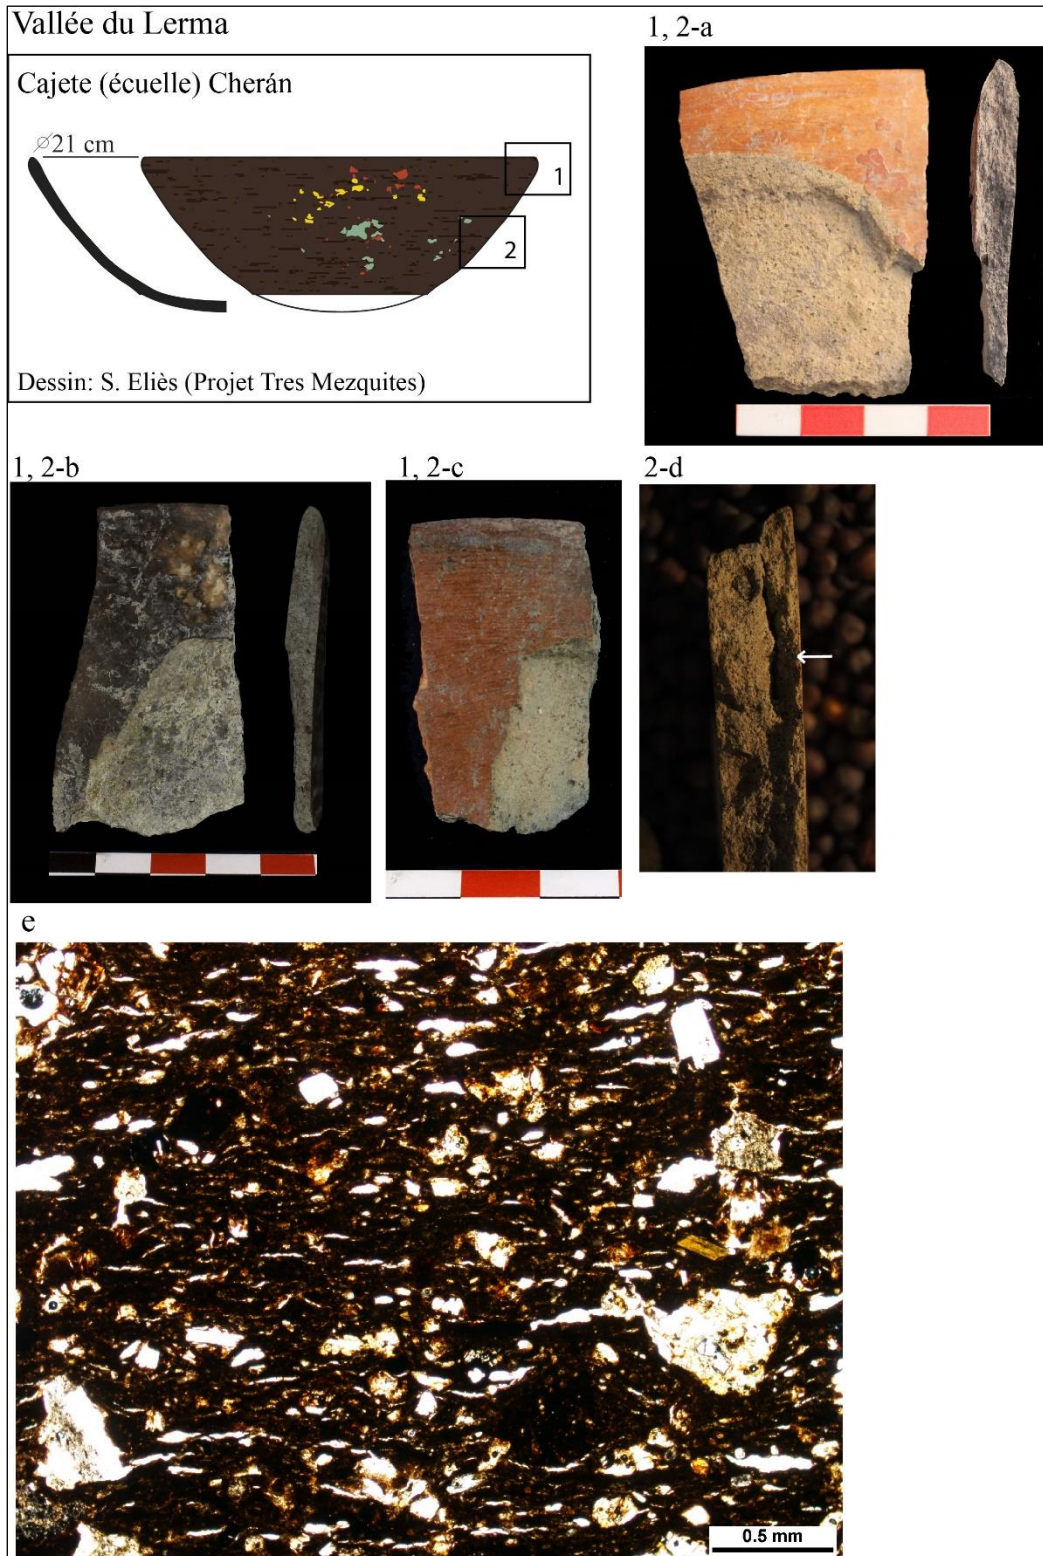 Vallée du Lerma
Cajete (écuelle) Cherán
⌀21 cm
1
2
Dessin: S. Eliès (Projet Tres Mezquites)
1, 2-a
1, 2-b
1, 2-c
2-d
e
0.5 mm